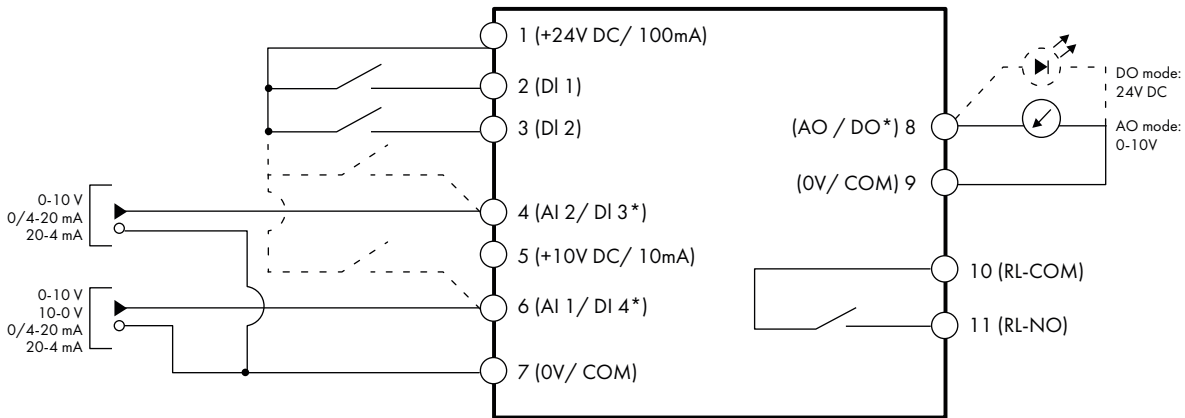 1 (+24V DC/ 100mA)
2 (DI 1)
3 (DI 2)
4 (AI 2/ DI 3*)
5 (+10V DC/ 10mA)
6 (AI 1/ DI 4*)
7 (0V/ COM)
0-10 V
0/4-20 mA
20-4 mA
0-10 V
10-0 V
0/4-20 mA
20-4 mA
(AO / DO*) 8
(0V/ COM) 9
10 (RL-COM)
11 (RL-NO)
DO mode:
24V DC
AO mode:
0-10V